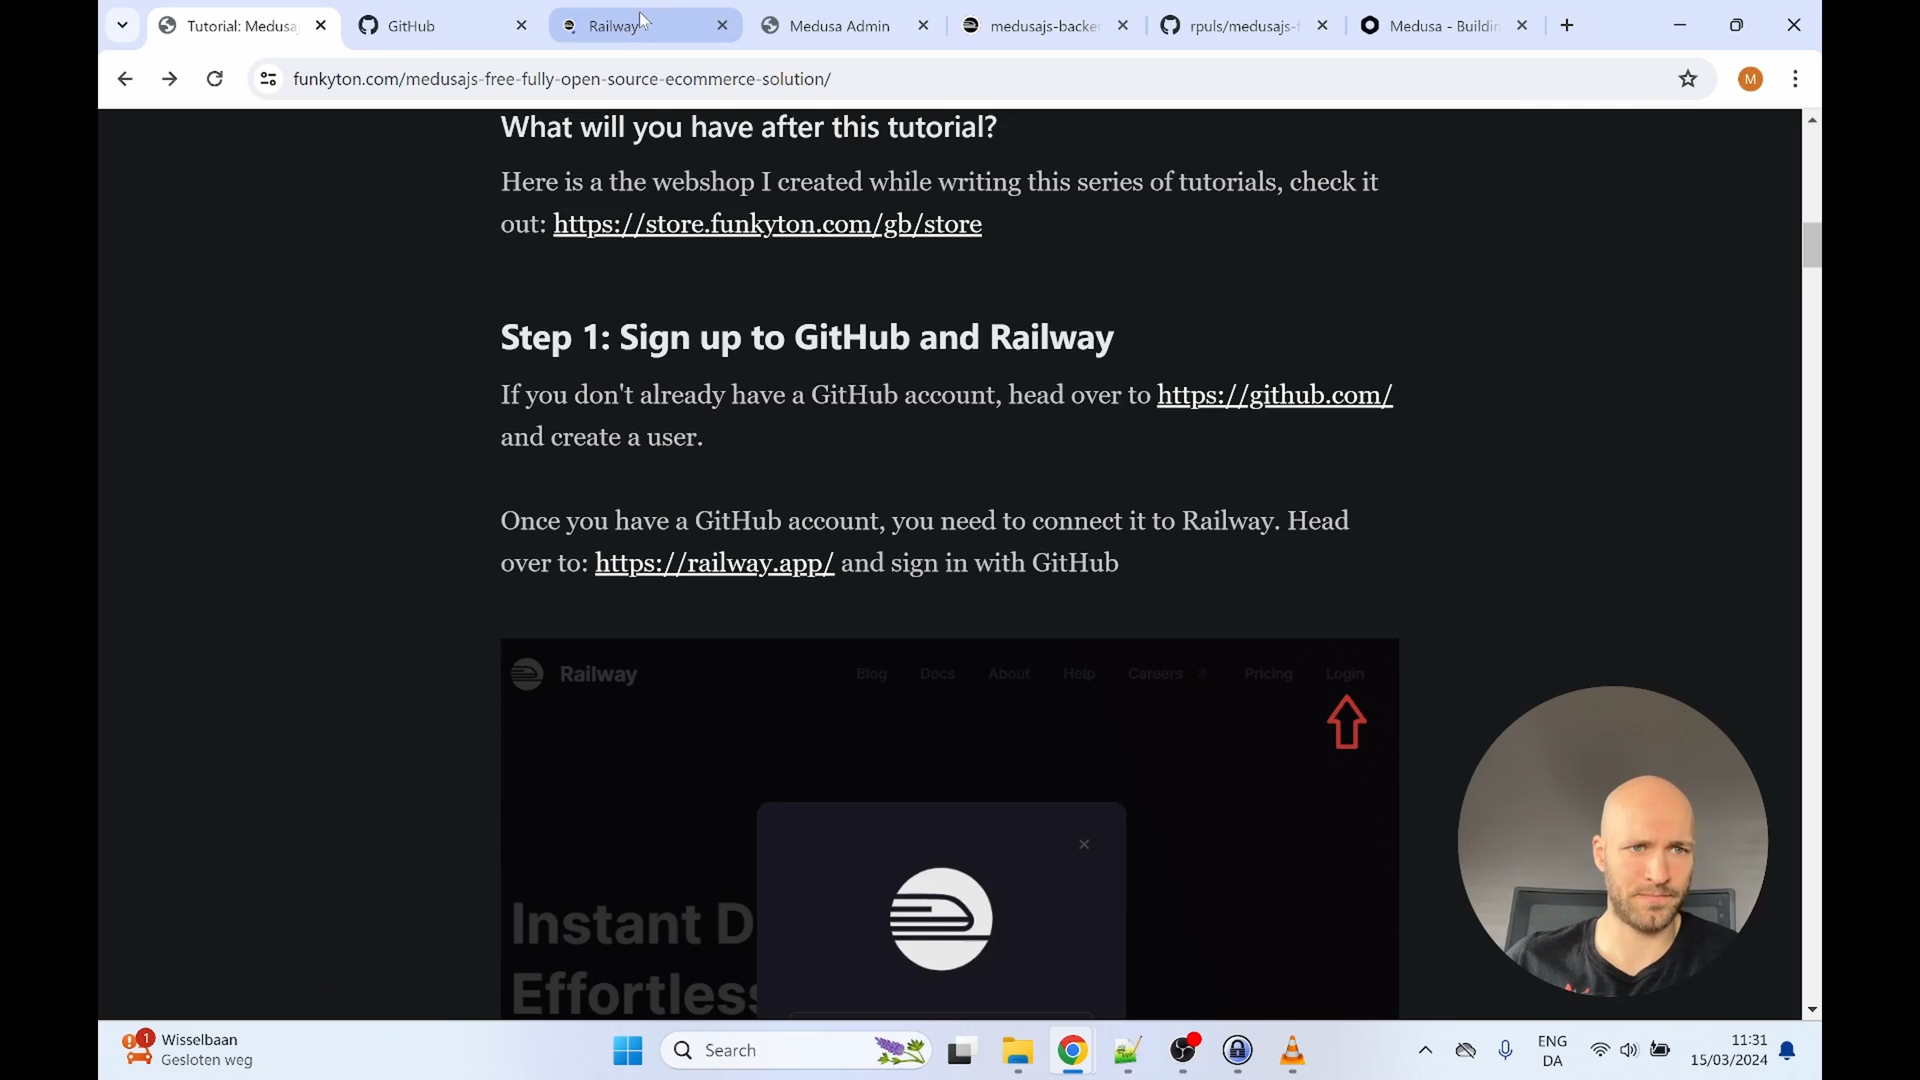 Tutorial: Medusa
GitHub
Railway
Medusa Admin
medusajs-backe
rpuls/medusajs-
Medusa - Buildin
funkyton.com/medusajs-free-fully-open-source-ecommerce-solution/
M
What will you have after this tutorial?
Here is a the webshop I created while writing this series of tutorials, check it
out: https://store.funkyton.com/gb/store
Step 1: Sign up to GitHub and Railway
If you don't already have a GitHub account, head over to https://github.com/
and create a user.
Once you have a GitHub account, you need to connect it to Railway. Head
over to: https://railway.app/ and sign in with GitHub
Railway
Blog
Docs
About
Help
Careers 3
Pricing
Login
Instant D
Effortless
1
Wisselbaan
Gesloten weg
Search
ENG
DA
11:31
15/03/2024